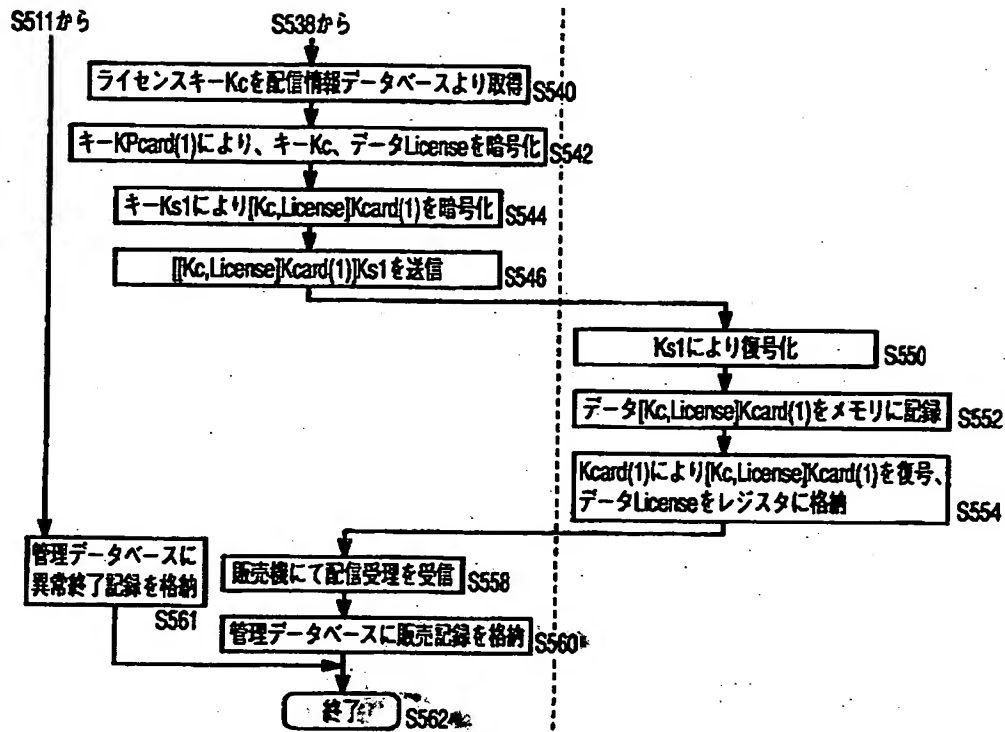 S511から
S538から
ライセンスキーKcを配信情報データベースより取得
S540
キーKPcard(1)により、キーKc、データLicenseを暗号化
S542
キーKs1により[Kc,License]Kcard(1)を暗号化
S544
[[Kc,License]Kcard(1)]Ks1を送信
S546
Ks1により復号化
S550
データ[Kc,License]Kcard(1)をメモリに記録
S552
Kcard(1)により[Kc,License]Kcard(1)を復号、
データLicenseをレジスタに格納
S554
管理データベースに
異常終了記録を格納
S561
販売機にて配信受理を受信
S558
管理データベースに販売記録を格納
S560
終了
S562